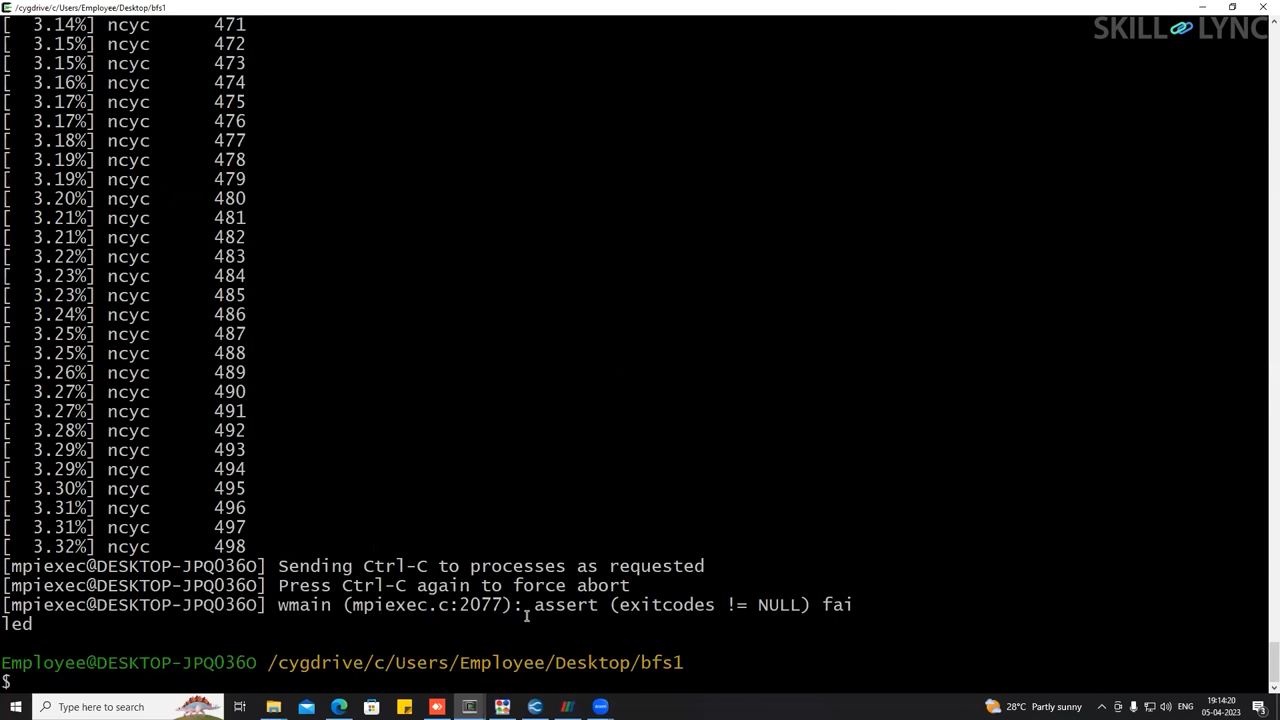 /cygdrive/c/Users/Employee/Desktop/bfs1
SKILL LYNC
[ 3.14%] ncyc 471
[ 3.15%] ncyc 472
[ 3.15%] ncyc 473
[ 3.16%] ncyc 474
[ 3.17%] ncyc 475
[ 3.17%] ncyc 476
[ 3.18%] ncyc 477
[ 3.19%] ncyc 478
[ 3.19%] ncyc 479
[ 3.20%] ncyc 480
[ 3.21%] ncyc 481
[ 3.21%] ncyc 482
[ 3.22%] ncyc 483
[ 3.23%] ncyc 484
[ 3.23%] ncyc 485
[ 3.24%] ncyc 486
[ 3.25%] ncyc 487
[ 3.25%] ncyc 488
[ 3.26%] ncyc 489
[ 3.27%] ncyc 490
[ 3.27%] ncyc 491
[ 3.28%] ncyc 492
[ 3.29%] ncyc 493
[ 3.29%] ncyc 494
[ 3.30%] ncyc 495
[ 3.31%] ncyc 496
[ 3.31%] ncyc 497
[ 3.32%] ncyc 498
[mpiexec@DESKTOP-JPQO36O] Sending Ctrl-C to processes as requested
[mpiexec@DESKTOP-JPQO36O] Press Ctrl-C again to force abort
[mpiexec@DESKTOP-JPQO36O] wmain (mpiexec.c:2077): assert (exitcodes != NULL) fai
led
Employee@DESKTOP-JPQO36O /cygdrive/c/Users/Employee/Desktop/bfs1
$
Type here to search
28°C Partly sunny
ENG
19:14:20
05-04-2023
3